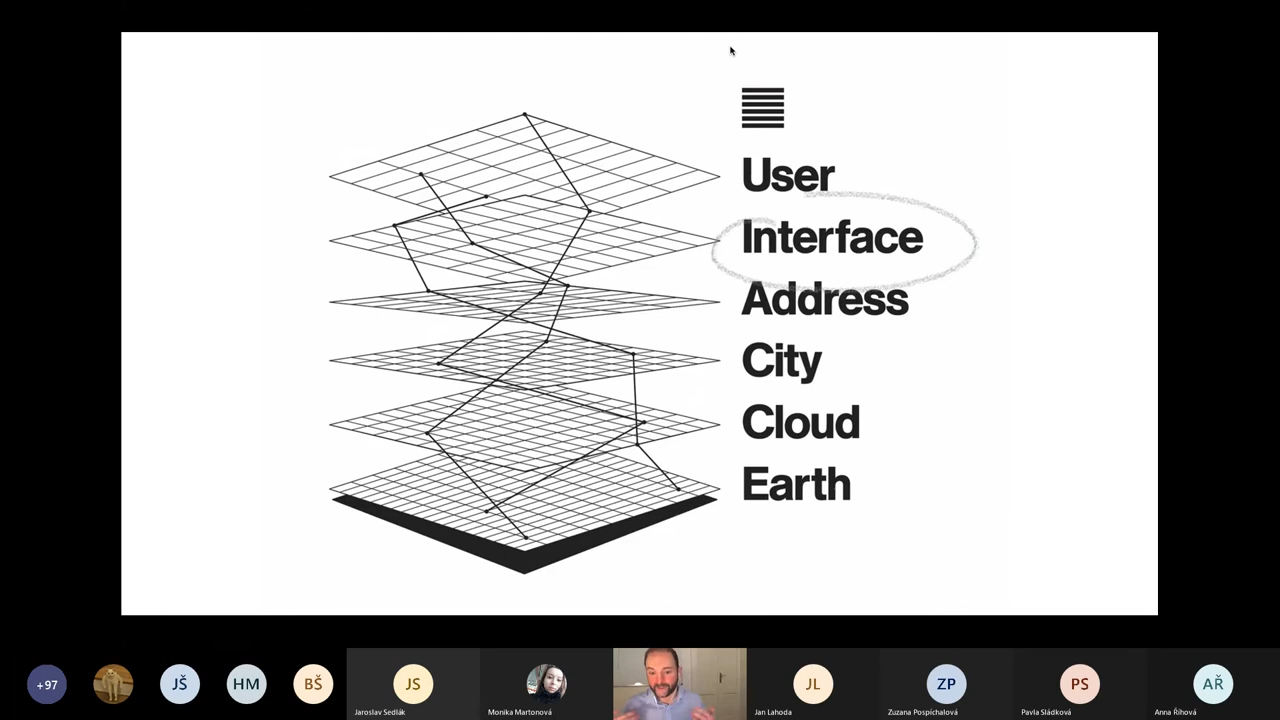 User
Interface
Address
City
Cloud
Earth
+97
JŠ
HM
BŠ
JS
JL
ZP
PS
AŘ
Jaroslav Sedlák
Monika Martonová
Jan Lahoda
Zuzana Pospíchalová
Pavla Sládková
Anna Říhová